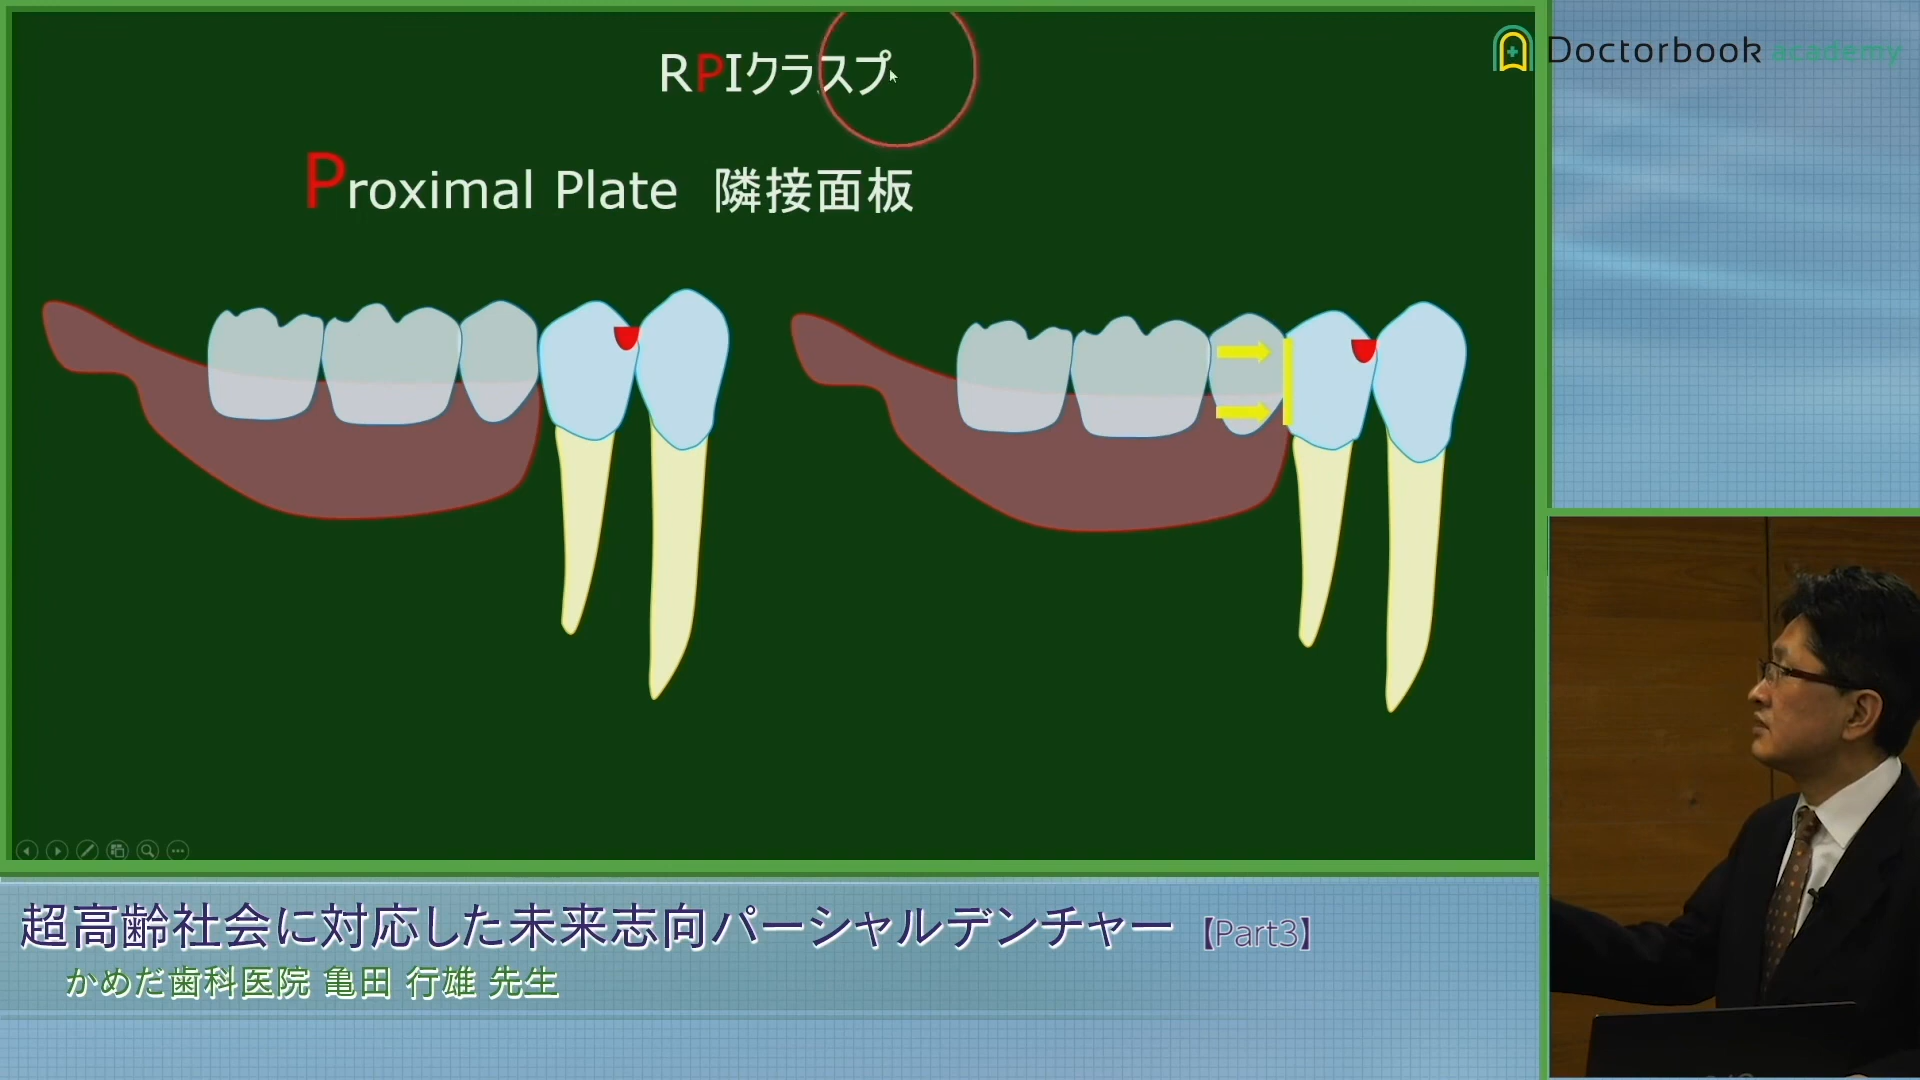 RPIクラスプ
Doctorbook academy
Proximal Plate 隣接面板
超高齢社会に対応した未来志向パーシャルデンチャー 【Part3】
かめだ歯科医院 亀田 行雄 先生